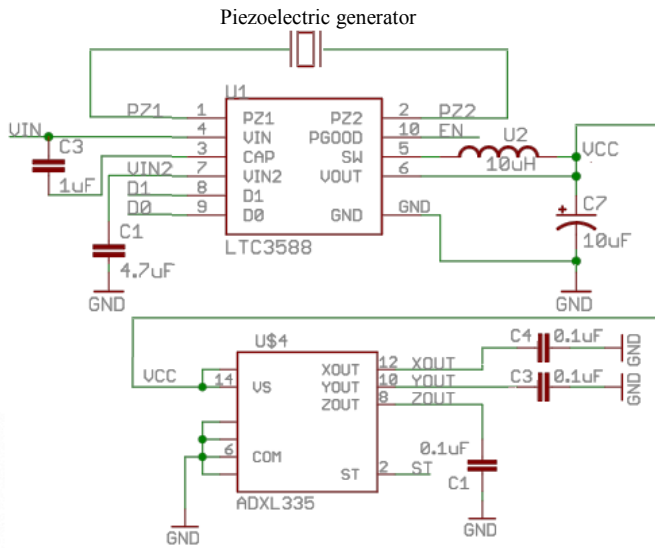 Piezoelectric generator
U1
PZ1 1 PZ1 PZ2 2 PZ2
VIN 4 VIN PGOOD 10 EN
C3 3 CAP SW 5 U2 VCC
1uF VIN2 7 VIN2 VOUT 6 10uH
D1 8 D1
D0 9 D0 GND GND C7
C1 LTC3588 10uF
4.7uF
GND GND
U$4 C4 0.1uF GND
XOUT 12 XOUT
VCC 14 VS YOUT 10 YOUT C3 0.1uF GND
ZOUT 8 ZOUT
6 COM 0.1uF
ST 2 ST C1
ADXL335
GND GND